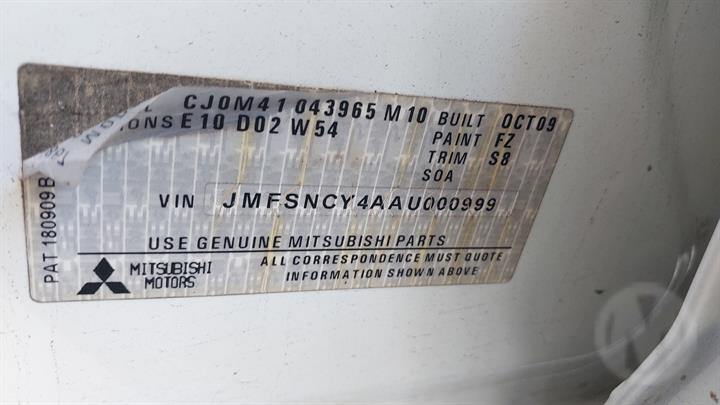 CJ0M41 043965 M10 BUILT OCT09
E10 D02 W54 PAINT FZ
TRIM S8
SOA
VIN JMFSNCY4AAU000999
USE GENUINE MITSUBISHI PARTS
MITSUBISHI MOTORS
ALL CORRESPONDENCE MUST QUOTE
INFORMATION SHOWN ABOVE
PAT 180909B